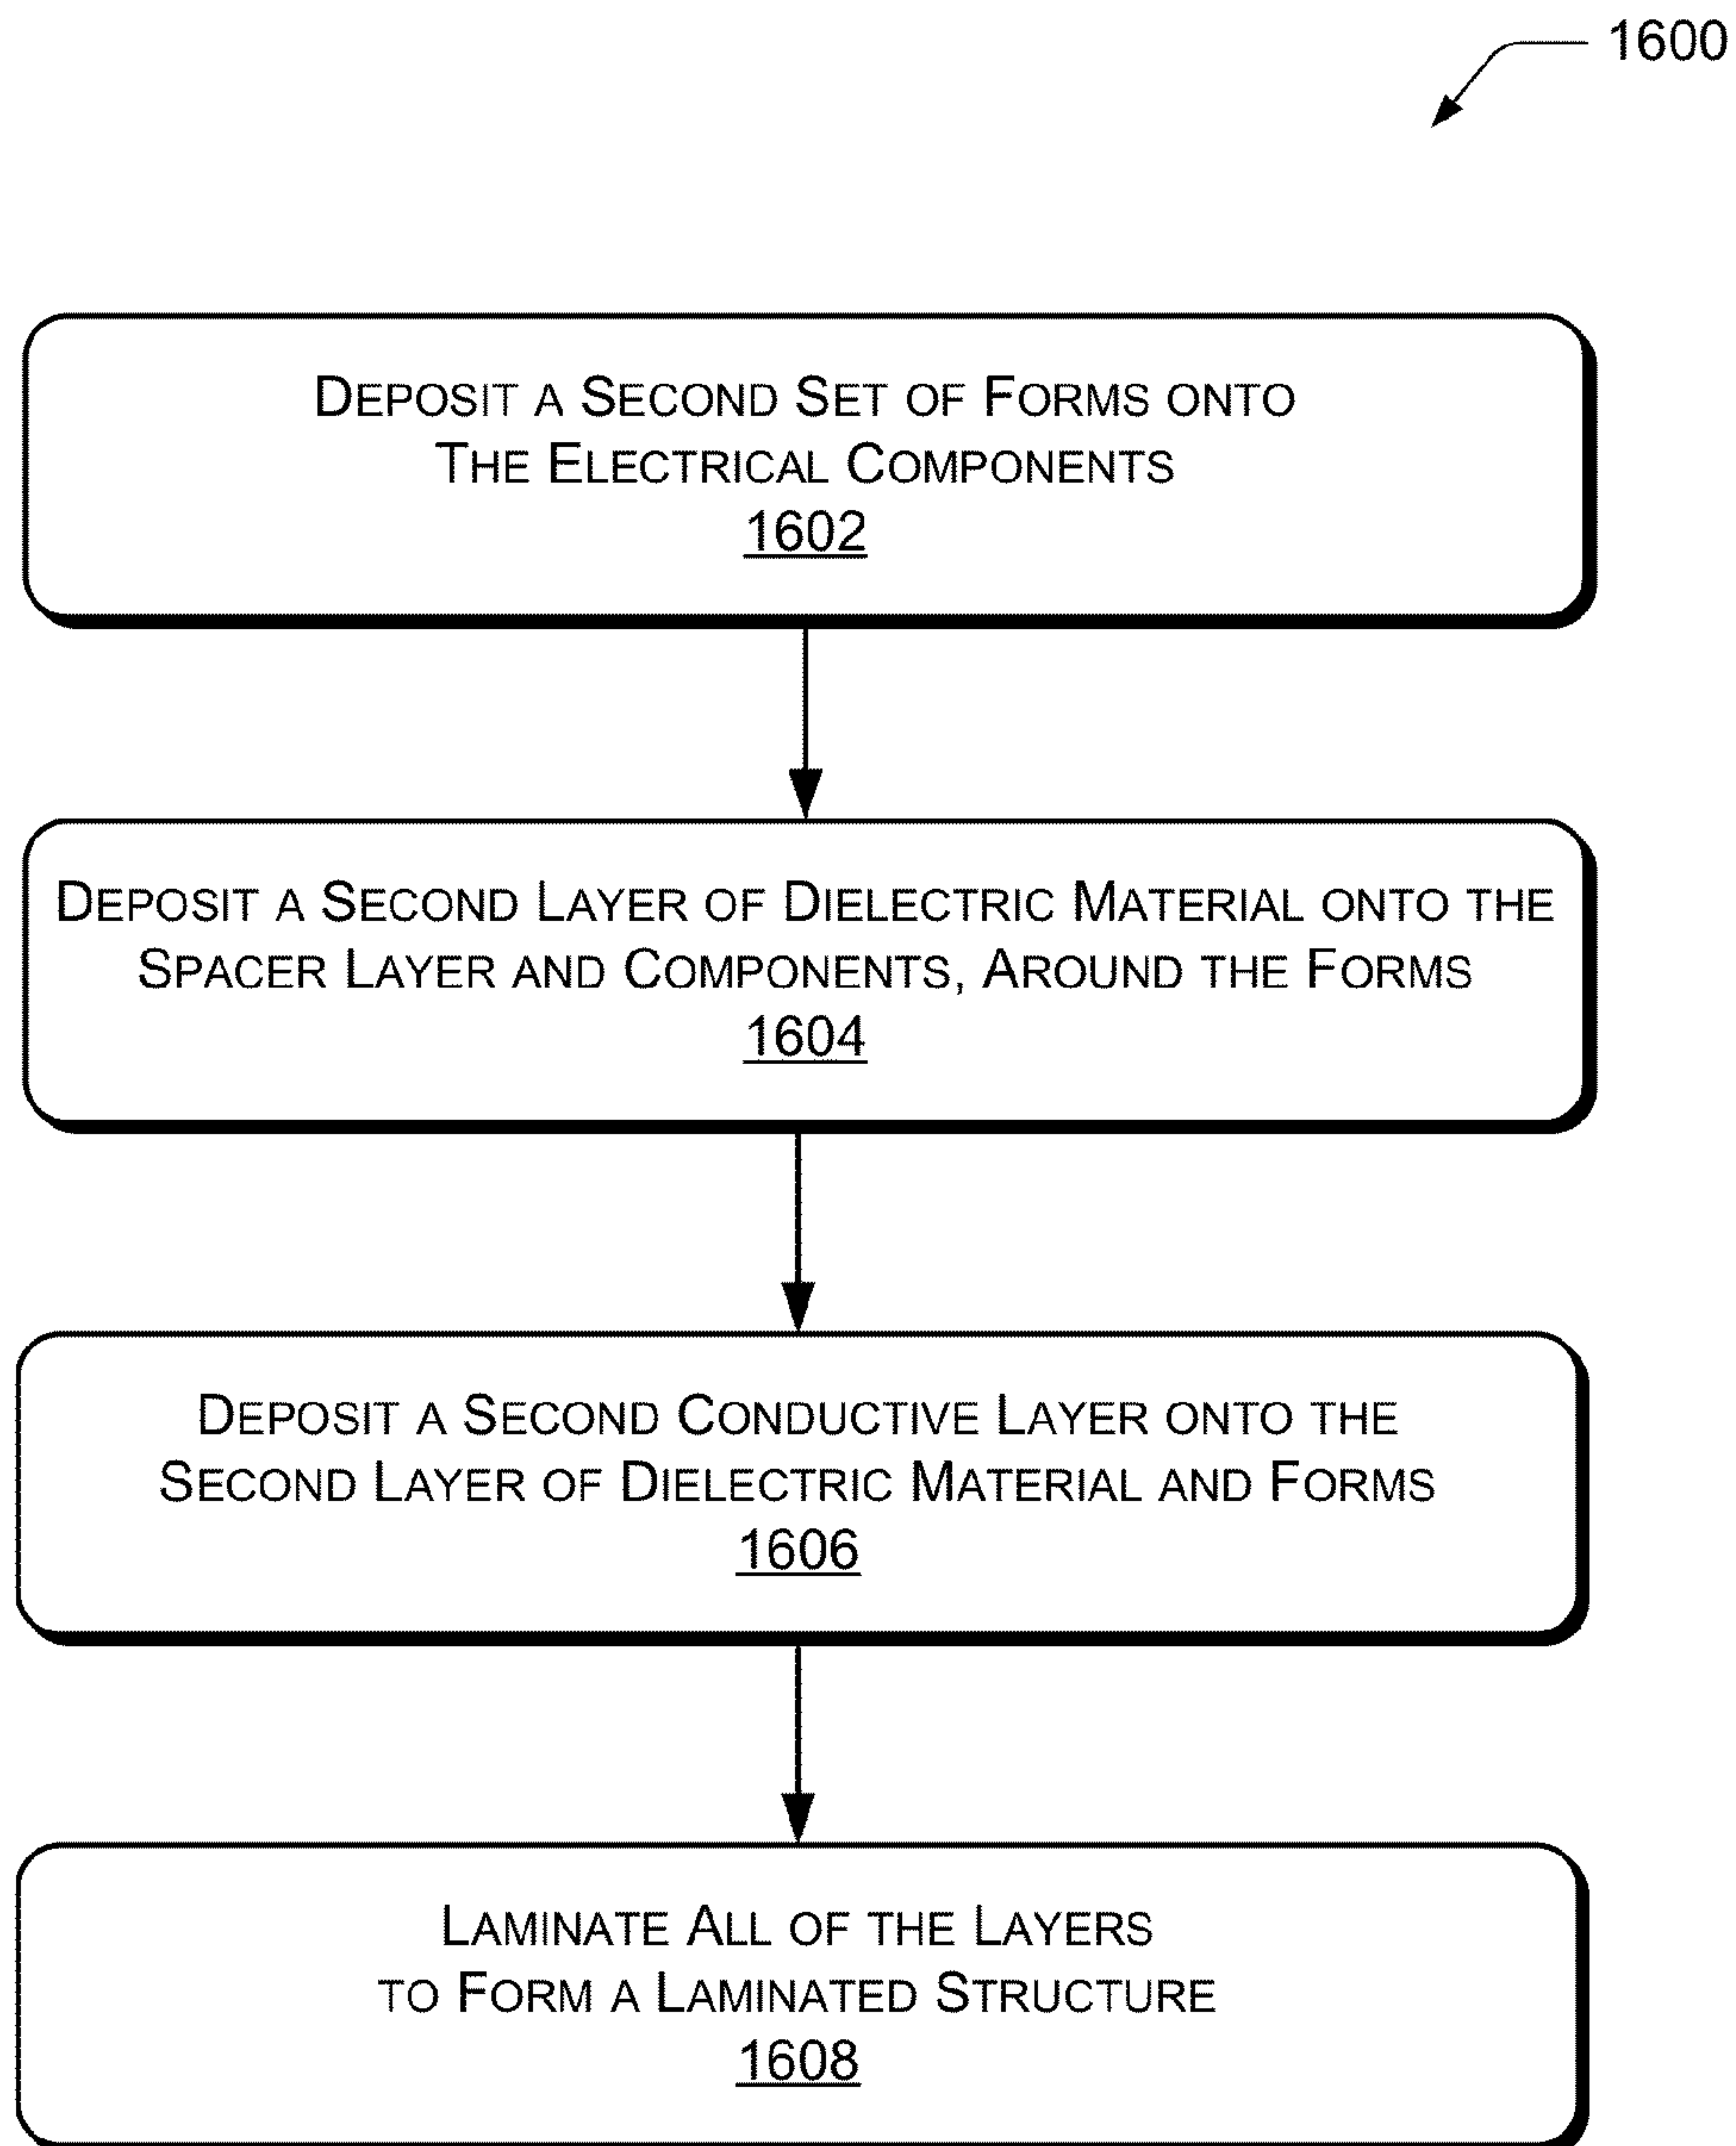 1600
DEPOSIT A SECOND SET OF FORMS ONTO
THE ELECTRICAL COMPONENTS
1602
DEPOSIT A SECOND LAYER OF DIELECTRIC MATERIAL ONTO THE
SPACER LAYER AND COMPONENTS, AROUND THE FORMS
1604
DEPOSIT A SECOND CONDUCTIVE LAYER ONTO THE
SECOND LAYER OF DIELECTRIC MATERIAL AND FORMS
1606
LAMINATE ALL OF THE LAYERS
TO FORM A LAMINATED STRUCTURE
1608